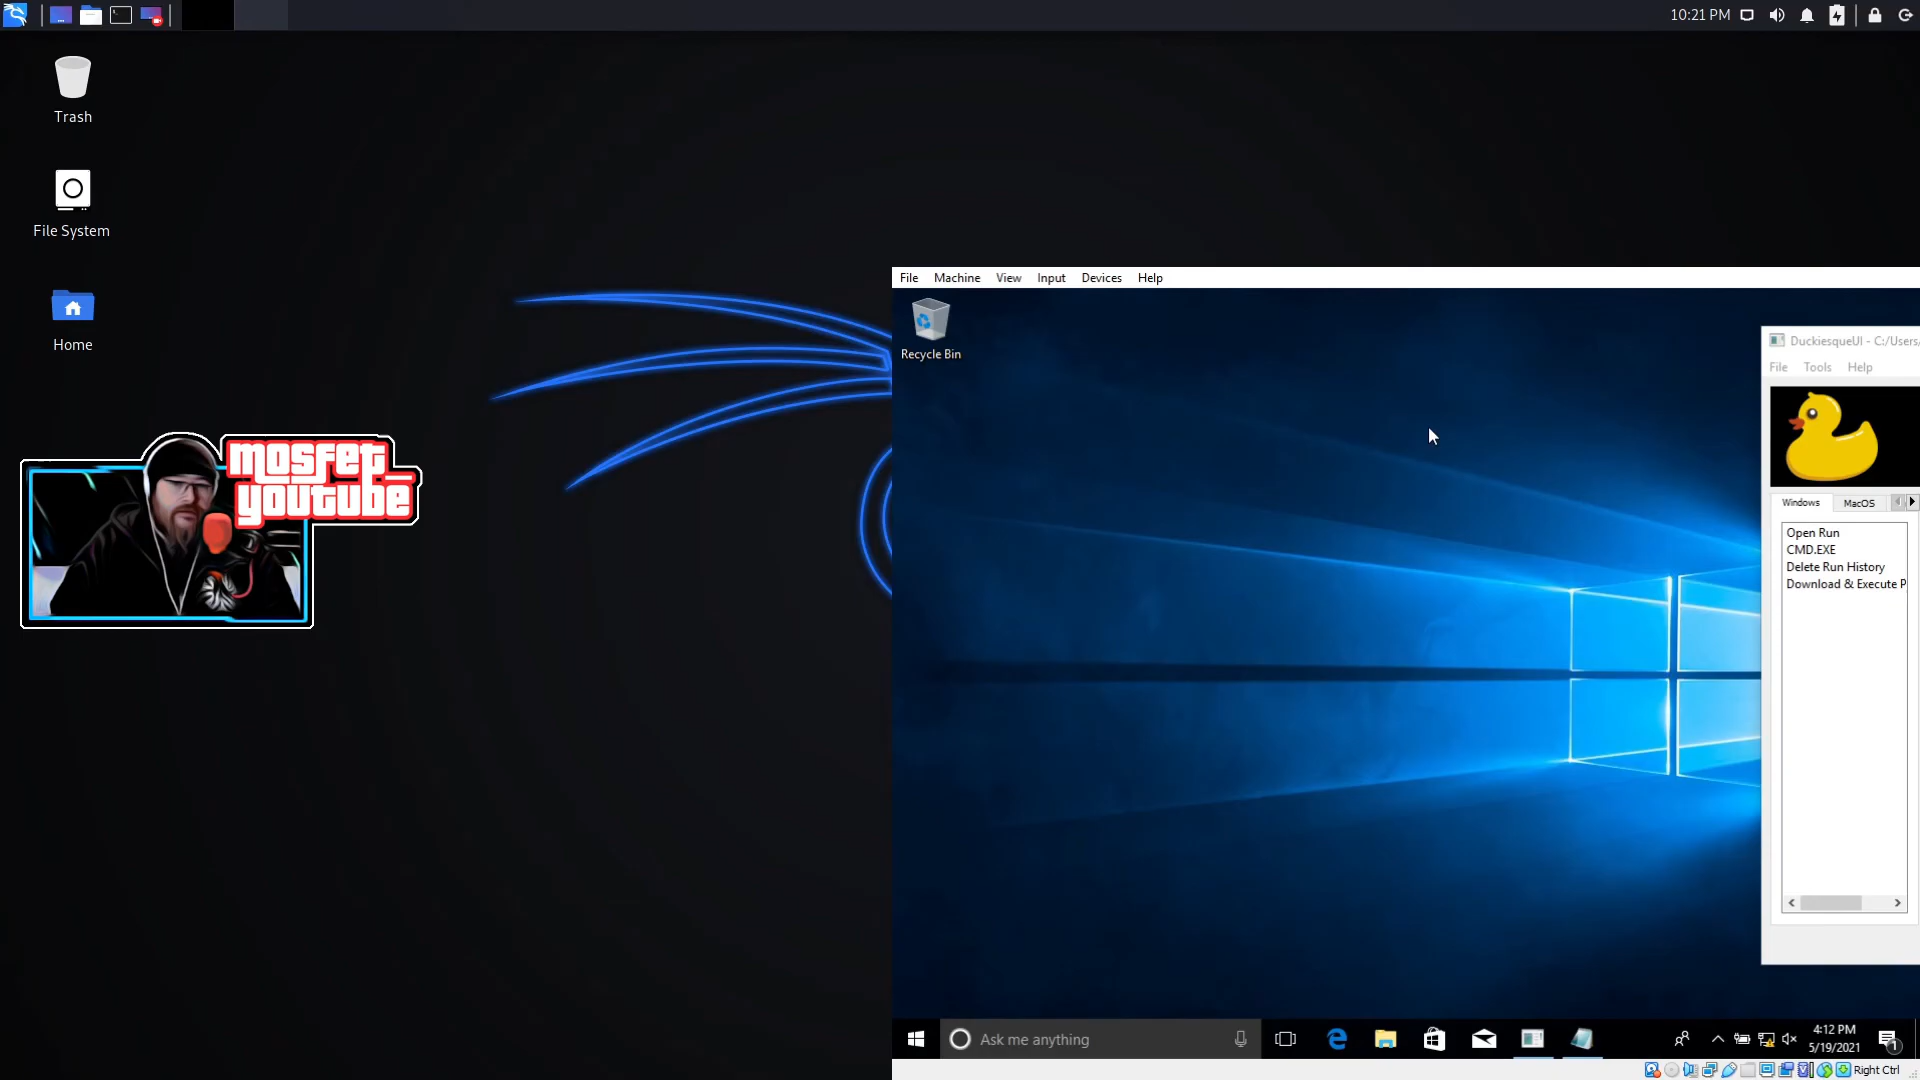 10:21 PM
Trash
File System
Home
mosfet_
youtube
File Machine View Input Devices Help
Recycle Bin
DuckiesqueUI - C:/Users/
File Tools Help
Windows MacOS
Open Run
CMD.EXE
Delete Run History
Download & Execute P
Ask me anything
4:12 PM
5/19/2021
1
Right Ctrl